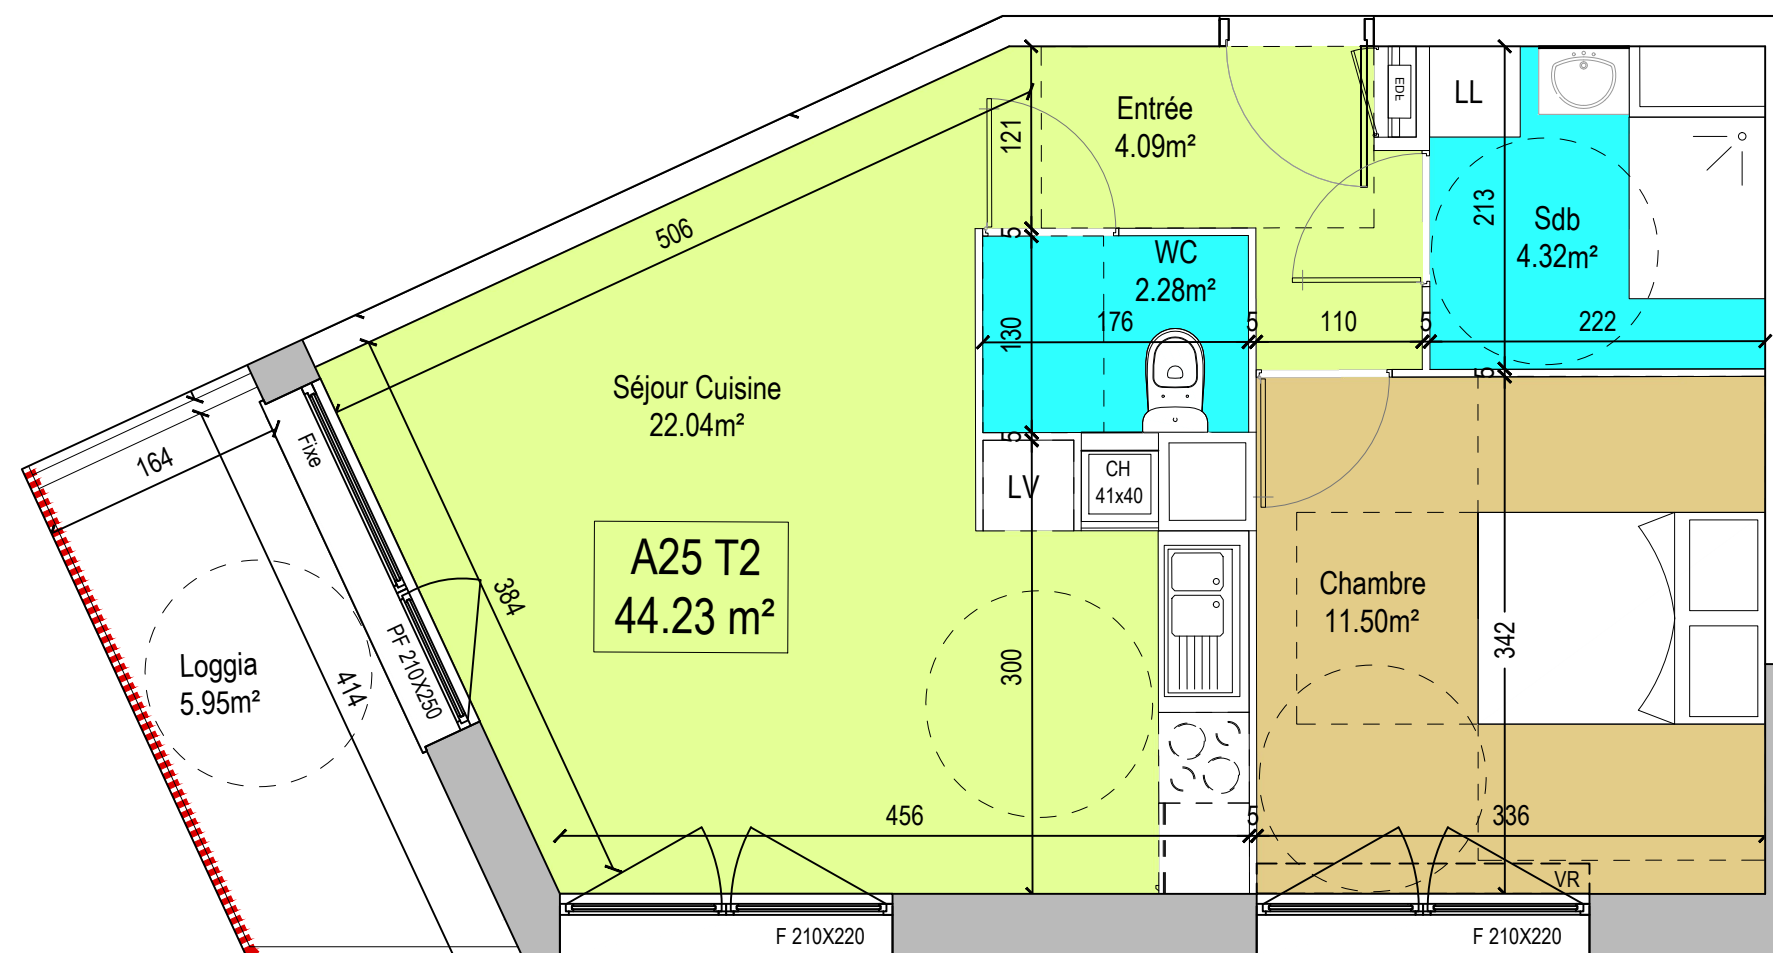 Entrée
4.09m²
EDL
LL
121
213
Sdb
4.32m²
506
5
WC
2.28m²
130
176
5
110
5
222
5
Séjour Cuisine
22.04m²
5
164
Fixe
LV
CH
41x40
A25 T2
44.23 m²
384
PF 210X250
Loggia
5.95m²
414
300
Chambre
11.50m²
342
456
5
336
VR
F 210X220
F 210X220